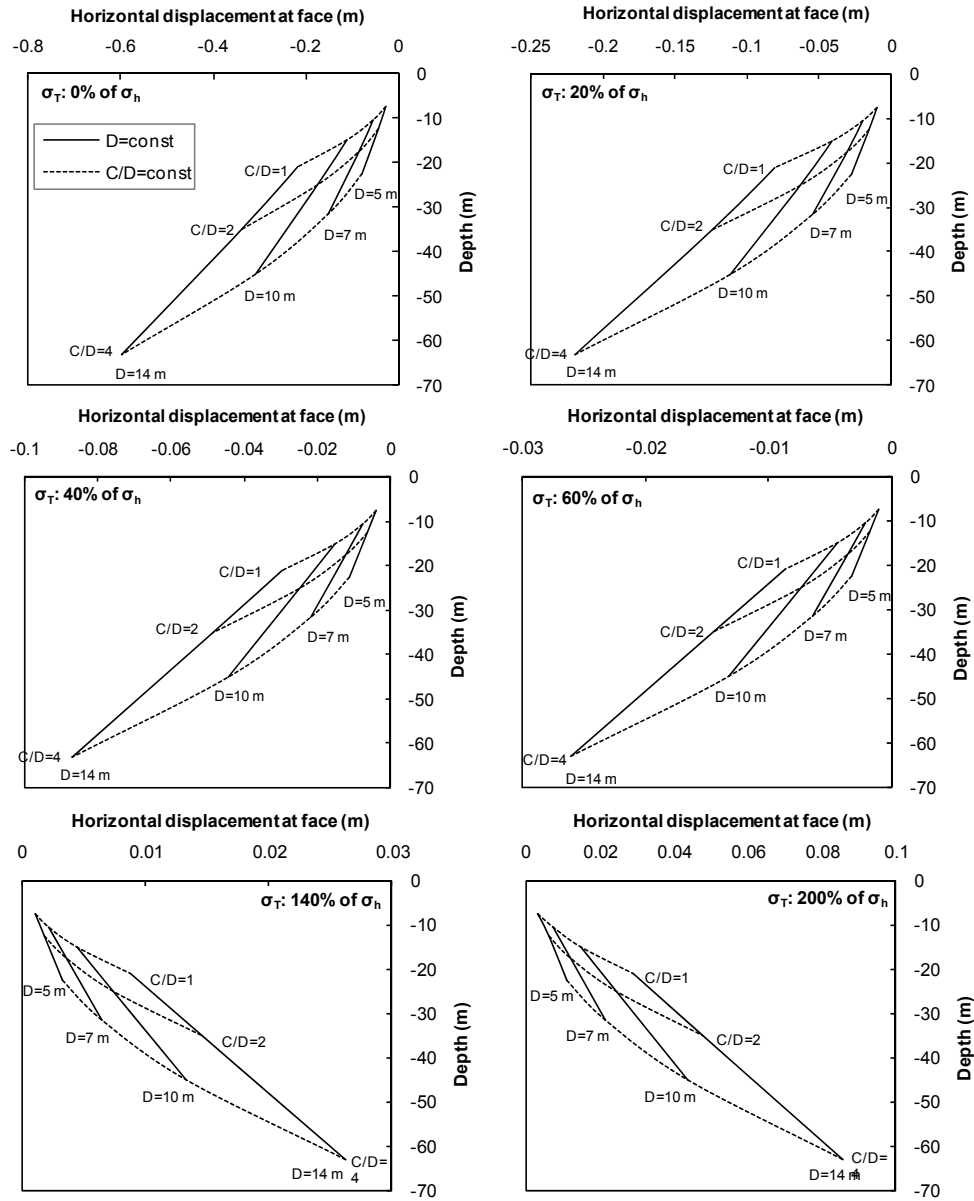 Horizontal displacement at face (m)
-0.8 -0.6 -0.4 -0.2 0
σT: 0% of σh
D=const
C/D=const
C/D=1
C/D=2
C/D=4
D=5 m
D=7 m
D=10 m
D=14 m
0
-10
-20
-30
-40
-50
-60
-70
Depth (m)
Horizontal displacement at face (m)
-0.25 -0.2 -0.15 -0.1 -0.05 0
σT: 20% of σh
C/D=1
C/D=2
C/D=4
D=5 m
D=7 m
D=10 m
D=14 m
0
-10
-20
-30
-40
-50
-60
-70
Depth (m)
Horizontal displacement at face (m)
-0.1 -0.08 -0.06 -0.04 -0.02 0
σT: 40% of σh
C/D=1
C/D=2
C/D=4
D=5 m
D=7 m
D=10 m
D=14 m
0
-10
-20
-30
-40
-50
-60
-70
Depth (m)
Horizontal displacement at face (m)
-0.03 -0.02 -0.01 0
σT: 60% of σh
C/D=1
C/D=2
C/D=4
D=5 m
D=7 m
D=10 m
D=14 m
0
-10
-20
-30
-40
-50
-60
-70
Depth (m)
Horizontal displacement at face (m)
0 0.01 0.02 0.03
σT: 140% of σh
C/D=1
D=5 m
C/D=2
D=7 m
D=10 m
C/D=
4
D=14 m
0
-10
-20
-30
-40
-50
-60
-70
Depth (m)
Horizontal displacement at face (m)
0 0.02 0.04 0.06 0.08 0.1
σT: 200% of σh
C/D=1
D=5 m
C/D=2
D=7 m
D=10 m
C/D=
4
D=14 m
0
-10
-20
-30
-40
-50
-60
-70
Depth (m)